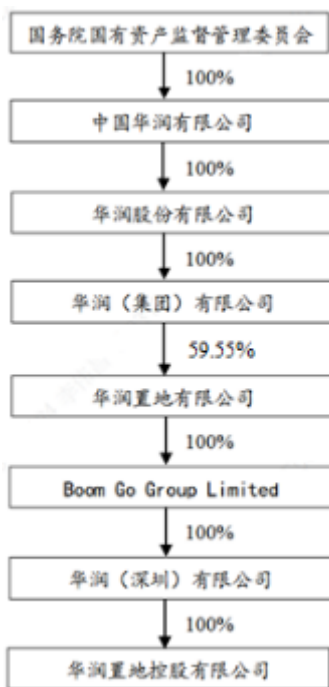 国务院国有资产监督管理委员会
100%
中国华润有限公司
100%
华润股份有限公司
100%
华润（集团）有限公司
59.55%
华润置地有限公司
100%
Boom Go Group Limited
100%
华润（深圳）有限公司
100%
华润置地控股有限公司